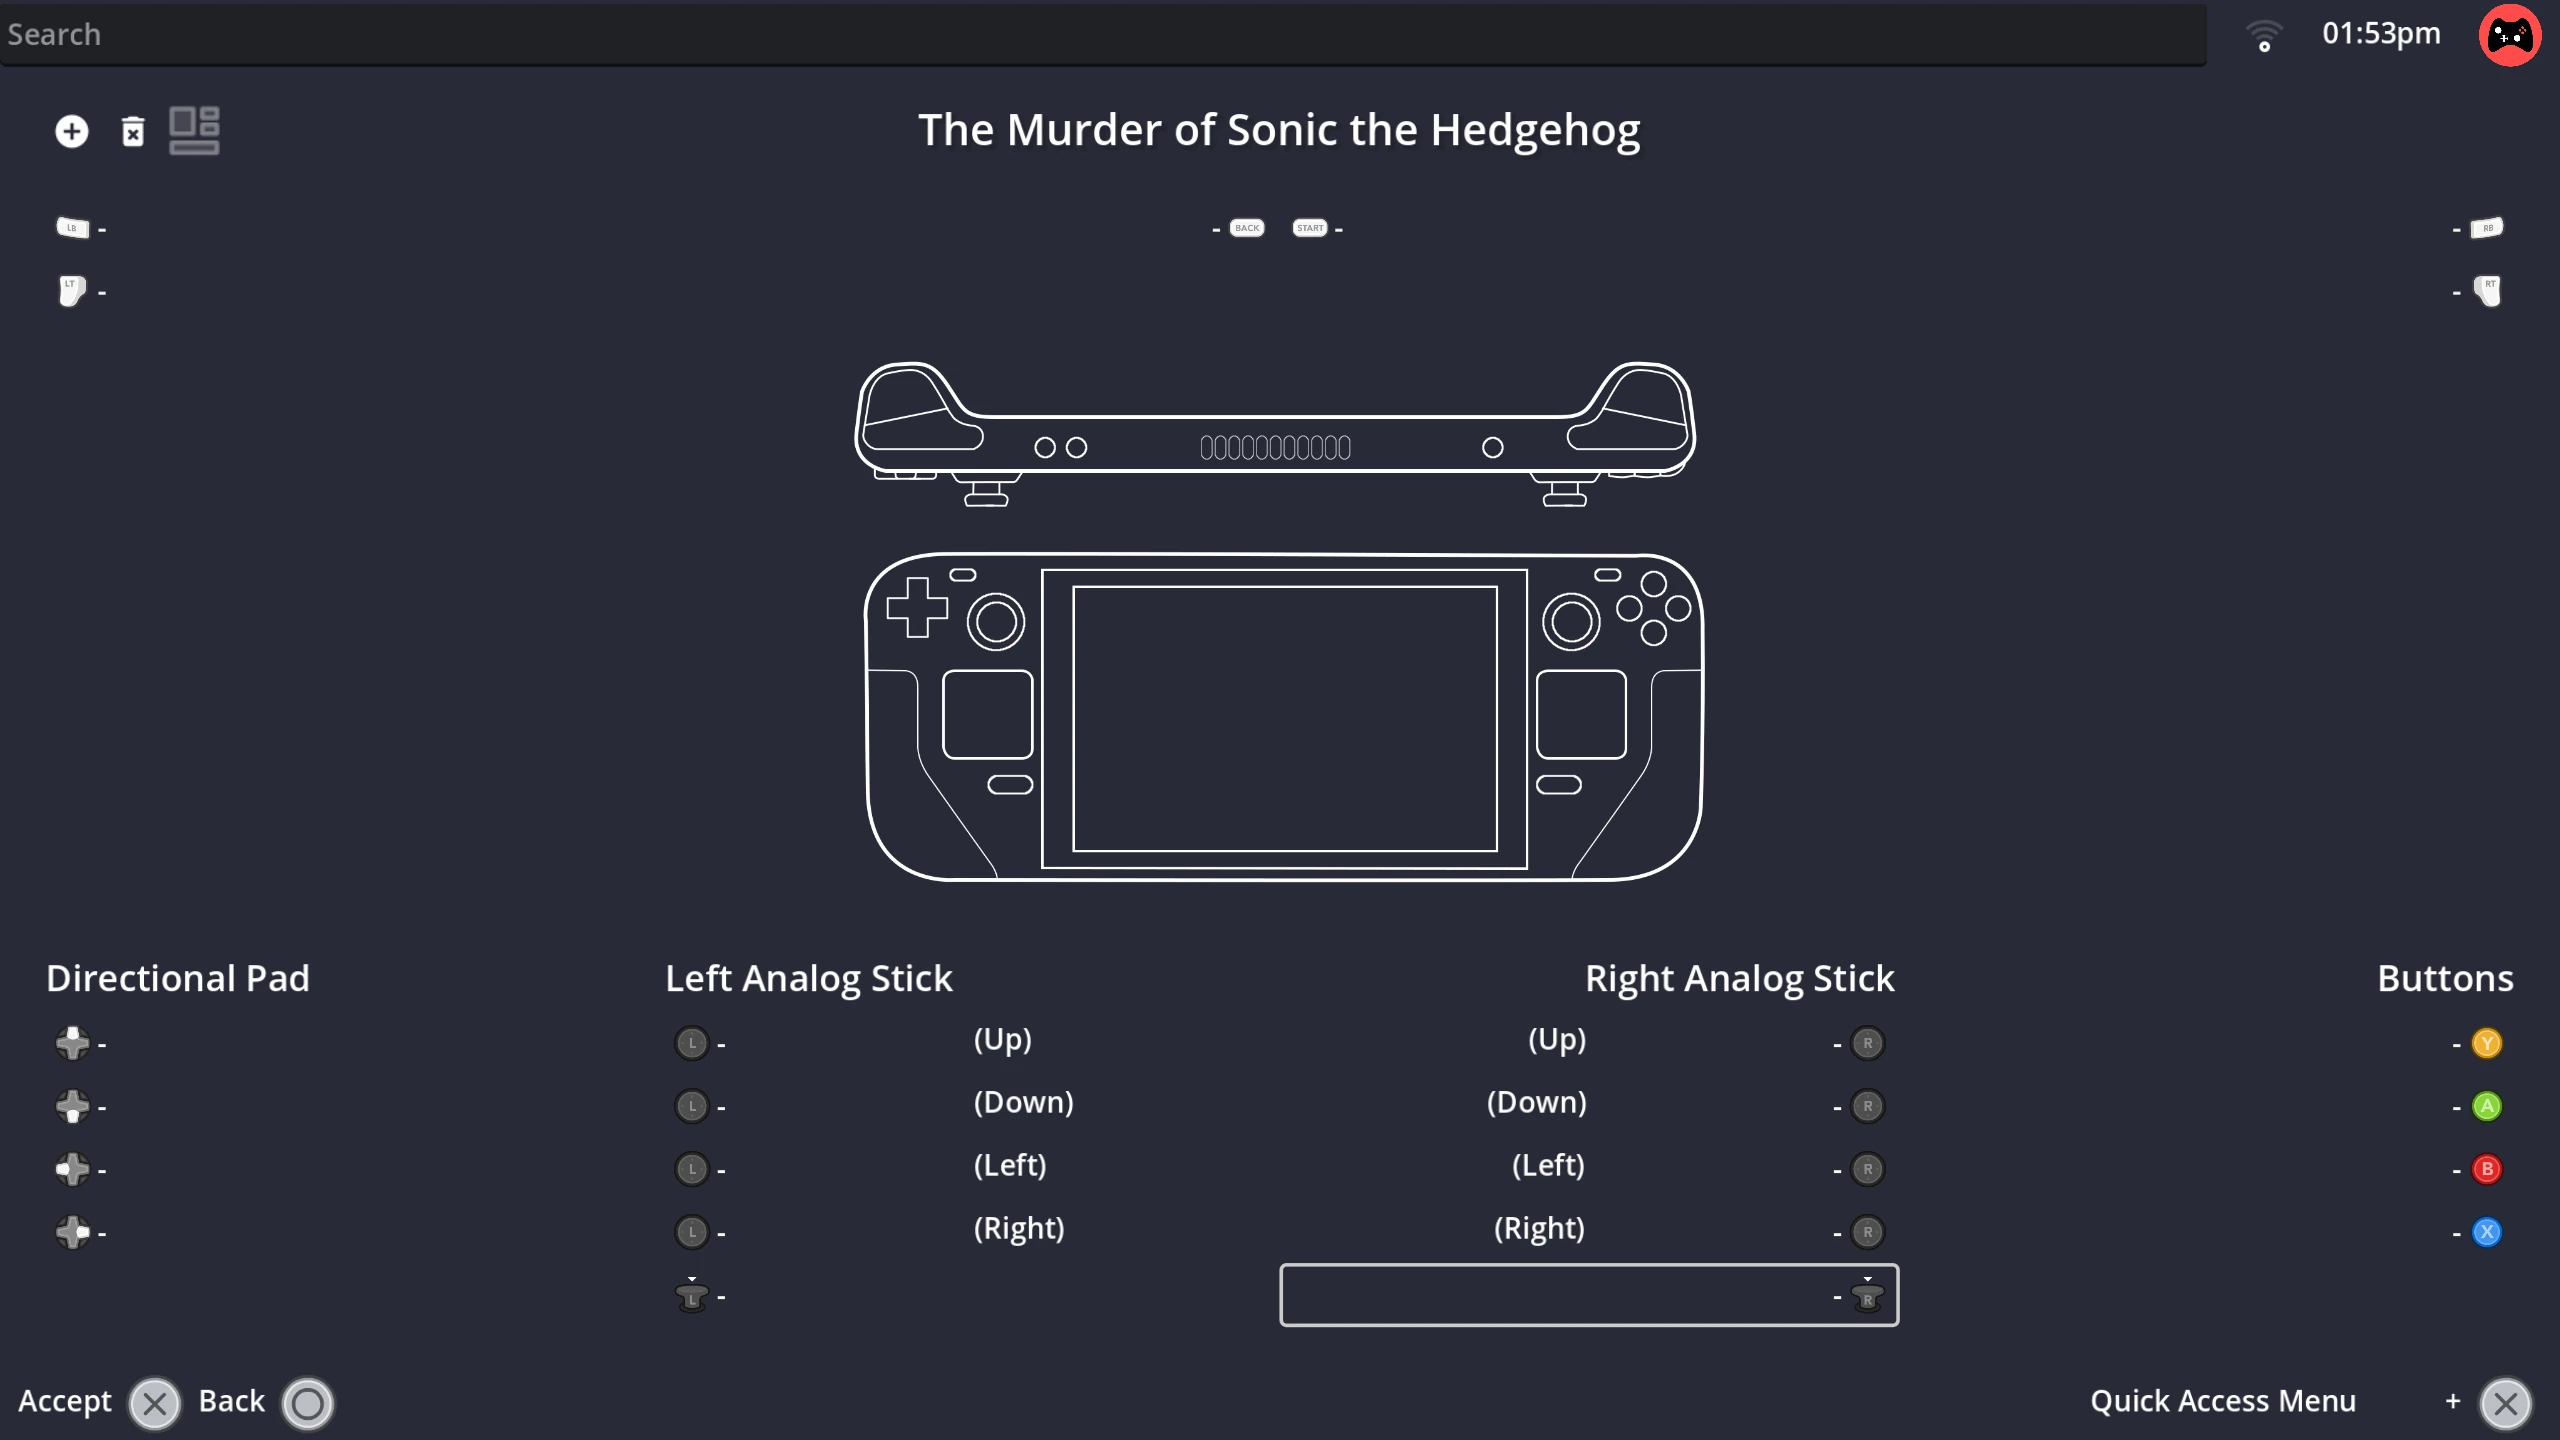 Search
01:53pm
The Murder of Sonic the Hedgehog
LB -
- BACK START -
- RB
LT -
- RT
Directional Pad
Left Analog Stick
Right Analog Stick
Buttons
-
L - (Up)
(Up) - R
- Y
-
L - (Down)
(Down) - R
- A
-
L - (Left)
(Left) - R
- B
-
L - (Right)
(Right) - R
- X
L -
- R
Accept Back
Quick Access Menu +